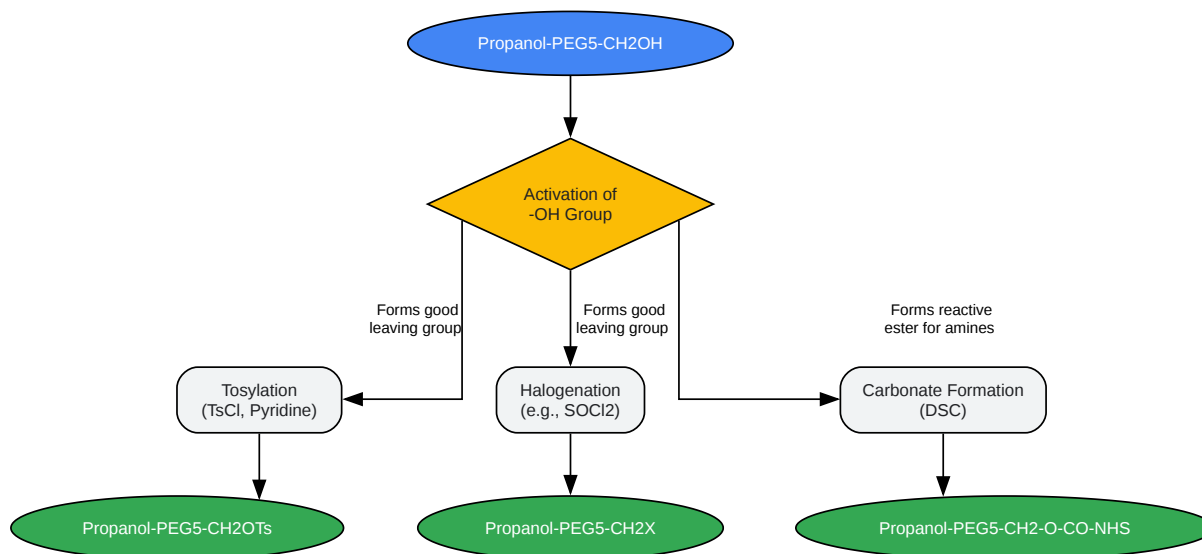 Propanol-PEG5-CH2OH
Activation of
-OH Group
Forms good
leaving group
Forms good
leaving group
Forms reactive
ester for amines
Tosylation
(TsCl, Pyridine)
Halogenation
(e.g., SOCl2)
Carbonate Formation
(DSC)
Propanol-PEG5-CH2OTs
Propanol-PEG5-CH2X
Propanol-PEG5-CH2-O-CO-NHS